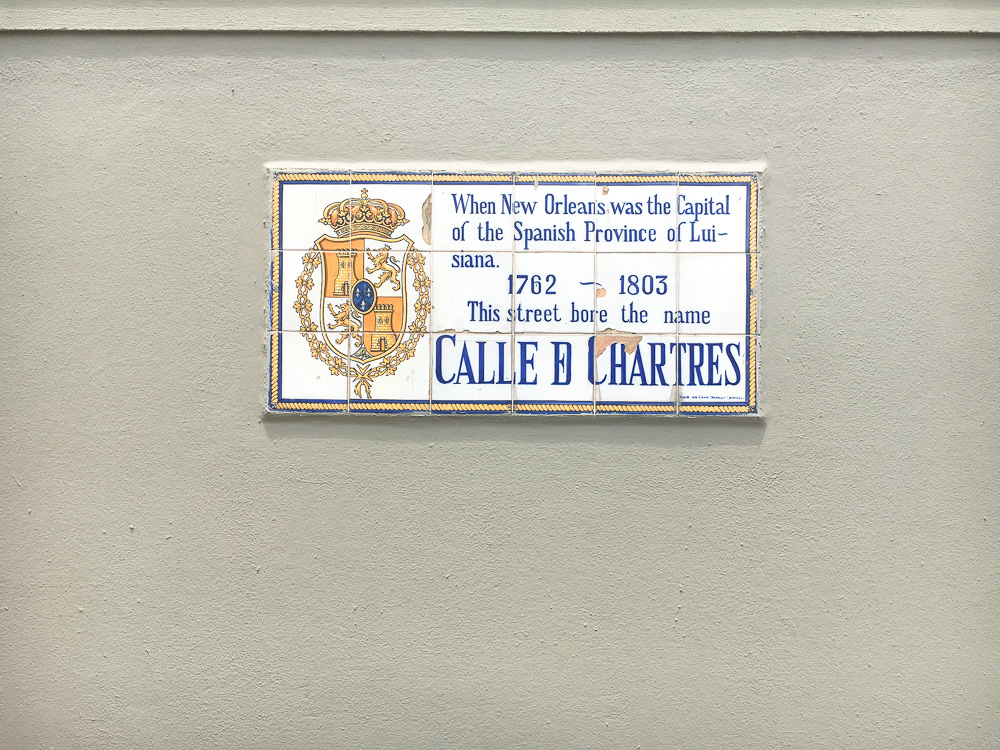 When New Orleans was the Capital
of the Spanish Province of Lui-
siana.
1762 ~ 1803
This street bore the name
CALLE D CHARTRES